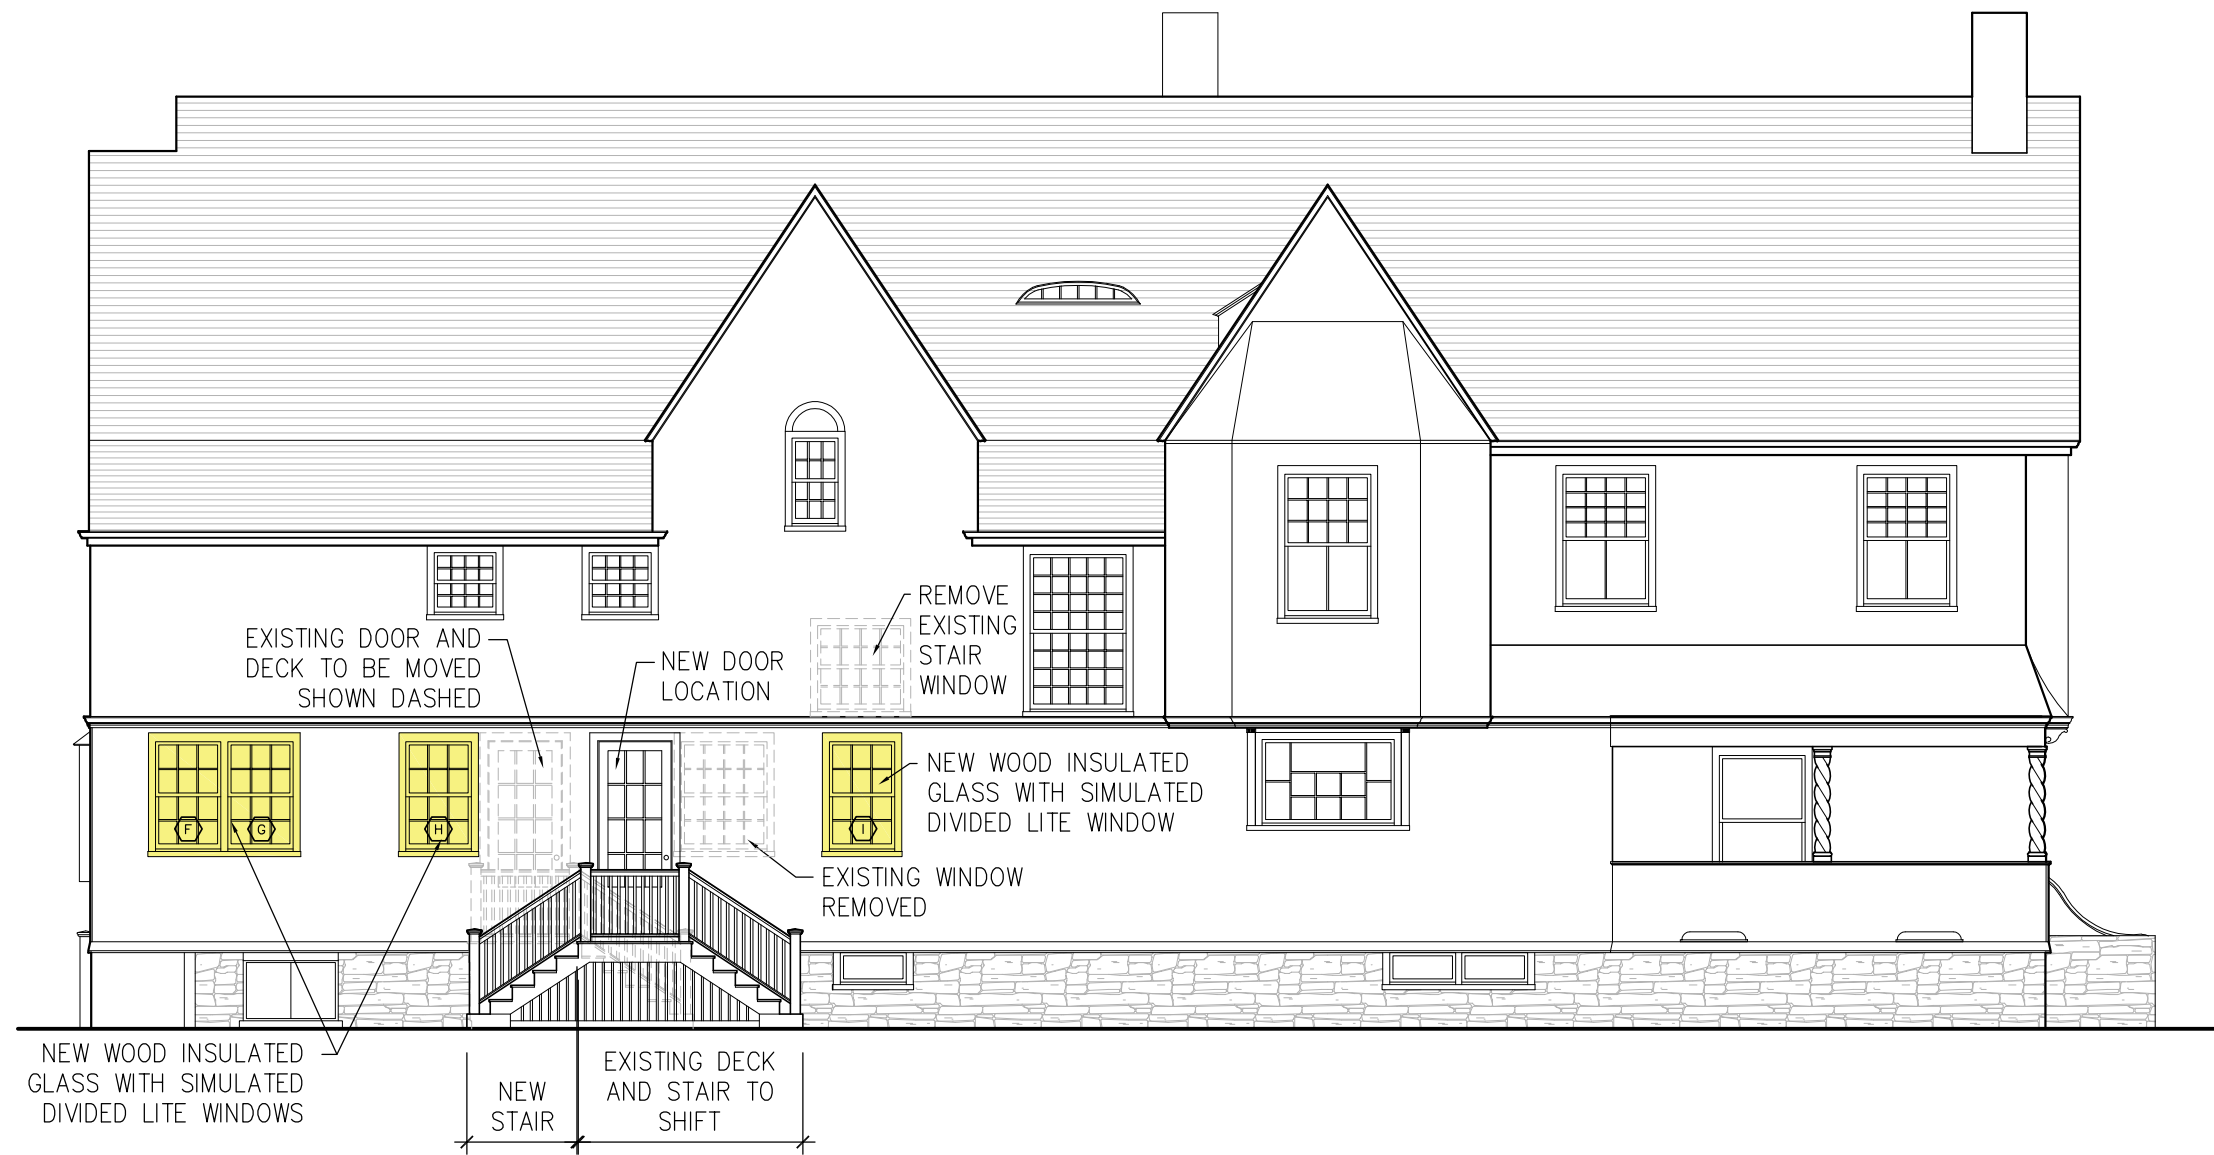 REMOVE
EXISTING
STAIR
WINDOW
EXISTING DOOR AND
DECK TO BE MOVED
SHOWN DASHED
NEW DOOR
LOCATION
NEW WOOD INSULATED
GLASS WITH SIMULATED
DIVIDED LITE WINDOW
F
G
H
I
EXISTING WINDOW
REMOVED
NEW WOOD INSULATED
GLASS WITH SIMULATED
DIVIDED LITE WINDOWS
NEW
STAIR
EXISTING DECK
AND STAIR TO
SHIFT